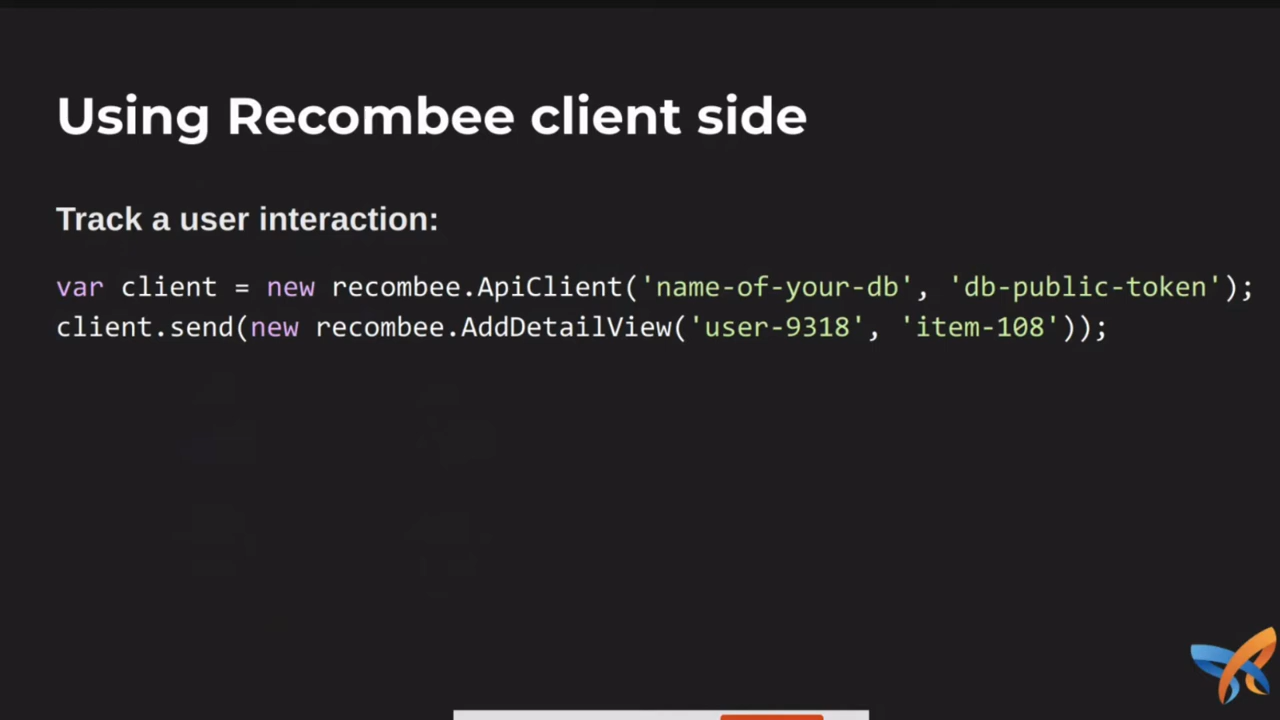 Using Recombee client side
Track a user interaction:
var client = new recombee.ApiClient('name-of-your-db', 'db-public-token');
client.send(new recombee.AddDetailView('user-9318', 'item-108'));